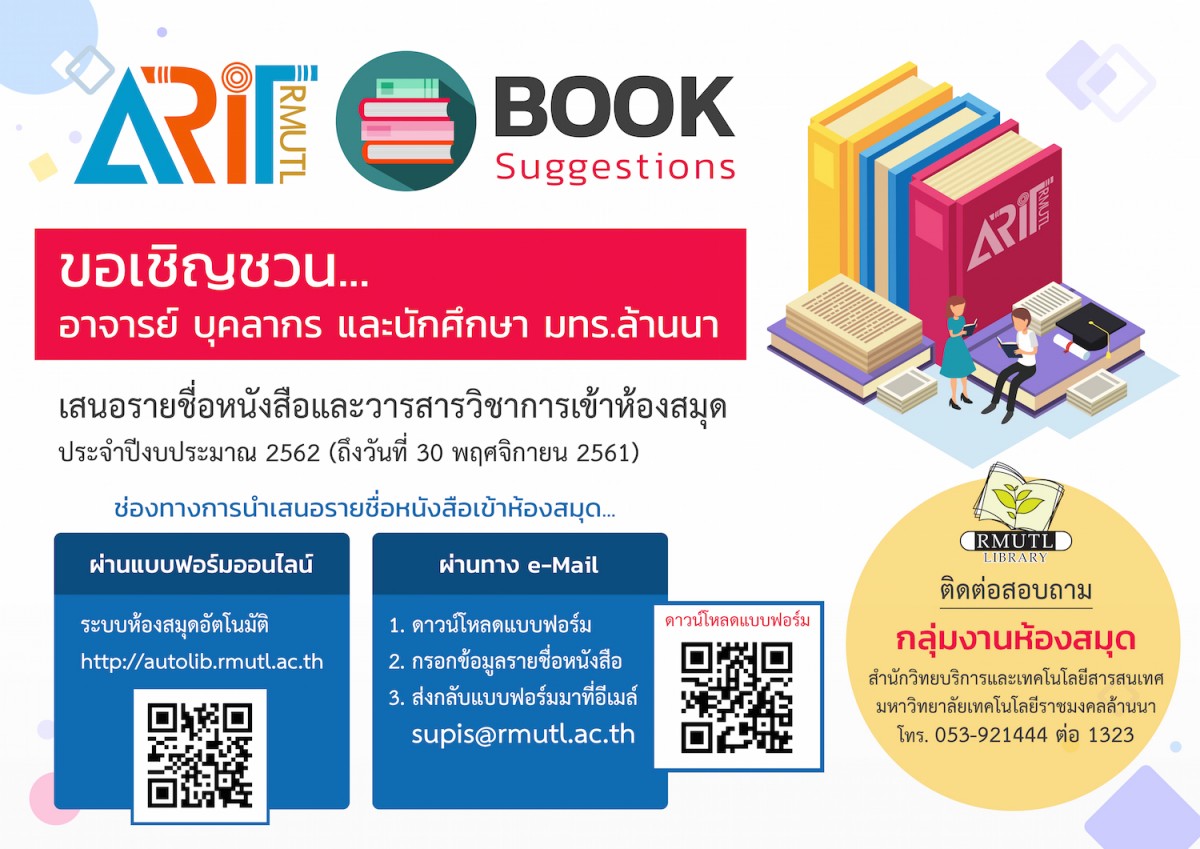 ARIT RMUTL
BOOK
Suggestions
ARIT RMUTL
ขอเชิญชวน...
อาจารย์ บุคลากร และนักศึกษา มทร.ล้านนา
เสนอรายชื่อหนังสือและวารสารวิชาการเข้าห้องสมุด
ประจำปีงบประมาณ 2562 (ถึงวันที่ 30 พฤศจิกายน 2561)
ช่องทางการนำเสนอรายชื่อหนังสือเข้าห้องสมุด...
ผ่านแบบฟอร์มออนไลน์
ระบบห้องสมุดอัตโนมัติ
http://autolib.rmutl.ac.th
ผ่านทาง e-Mail
1. ดาวน์โหลดแบบฟอร์ม
2. กรอกข้อมูลรายชื่อหนังสือ
3. ส่งกลับแบบฟอร์มมาที่อีเมล์
supis@rmutl.ac.th
ดาวน์โหลดแบบฟอร์ม
RMUTL
LIBRARY
ติดต่อสอบถาม
กลุ่มงานห้องสมุด
สำนักวิทยบริการและเทคโนโลยีสารสนเทศ
มหาวิทยาลัยเทคโนโลยีราชมงคลล้านนา
โทร. 053-921444 ต่อ 1323